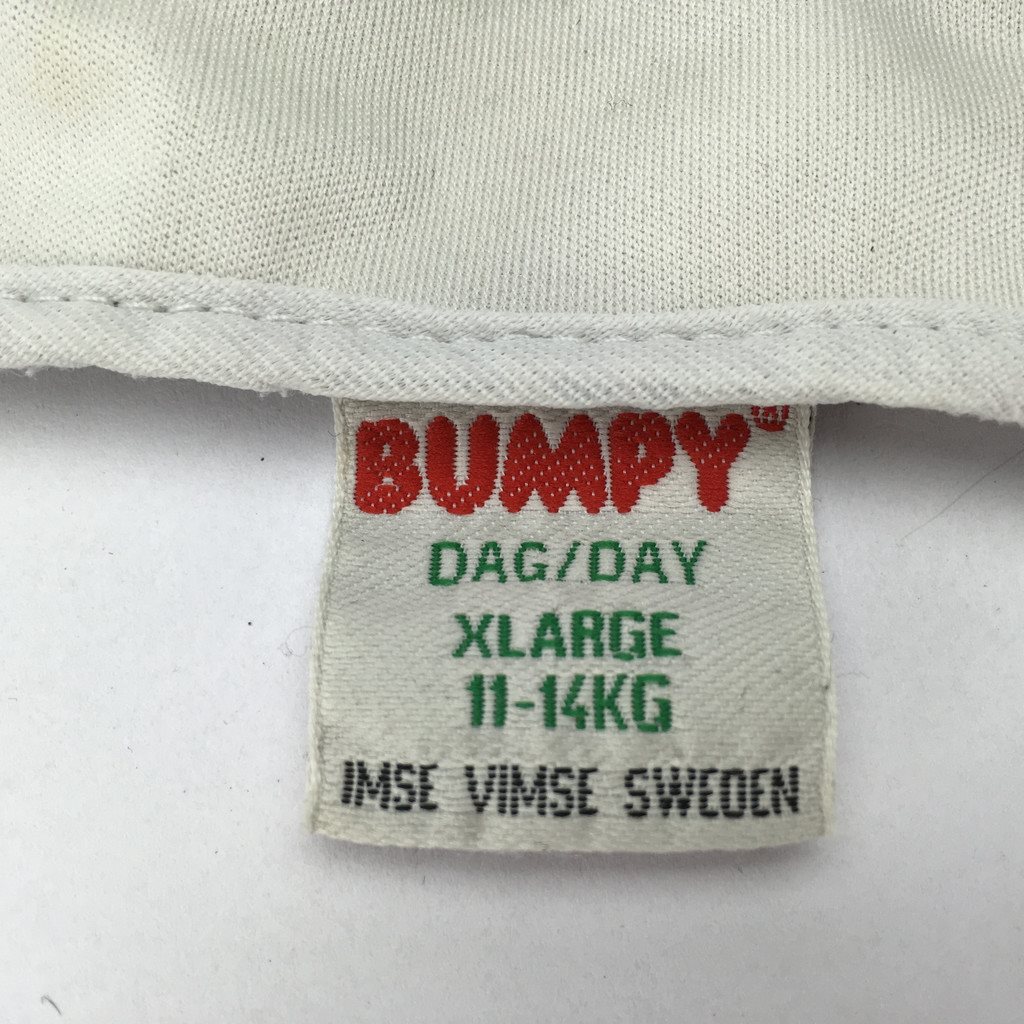 BUMPY®
DAG/DAY
XLARGE
11-14KG
IMSE VIMSE SWEDEN